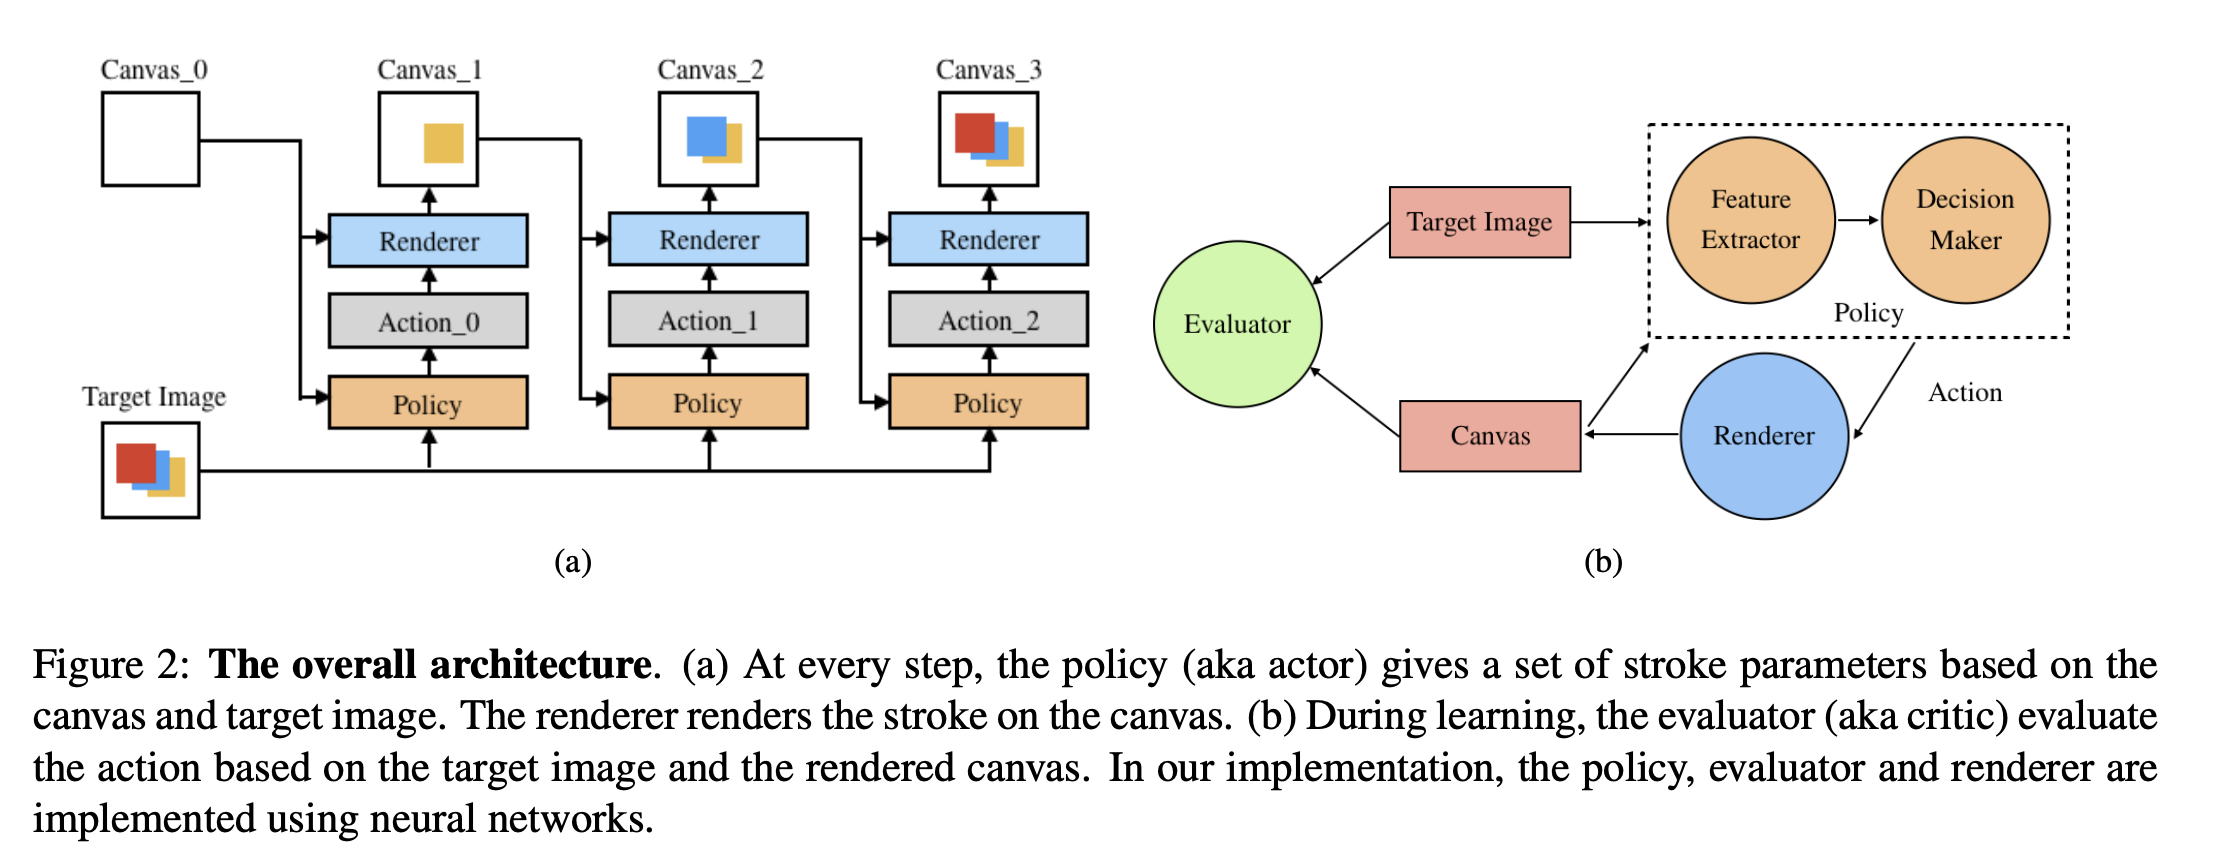 Canvas_0
Canvas_1
Canvas_2
Canvas_3
Renderer
Renderer
Renderer
Action_0
Action_1
Action_2
Target Image
Policy
Policy
Policy
(a)
Target Image
Feature
Extractor
Decision
Maker
Policy
Evaluator
Action
Canvas
Renderer
(b)
Figure 2: The overall architecture. (a) At every step, the policy (aka actor) gives a set of stroke parameters based on the
canvas and target image. The renderer renders the stroke on the canvas. (b) During learning, the evaluator (aka critic) evaluate
the action based on the target image and the rendered canvas. In our implementation, the policy, evaluator and renderer are
implemented using neural networks.